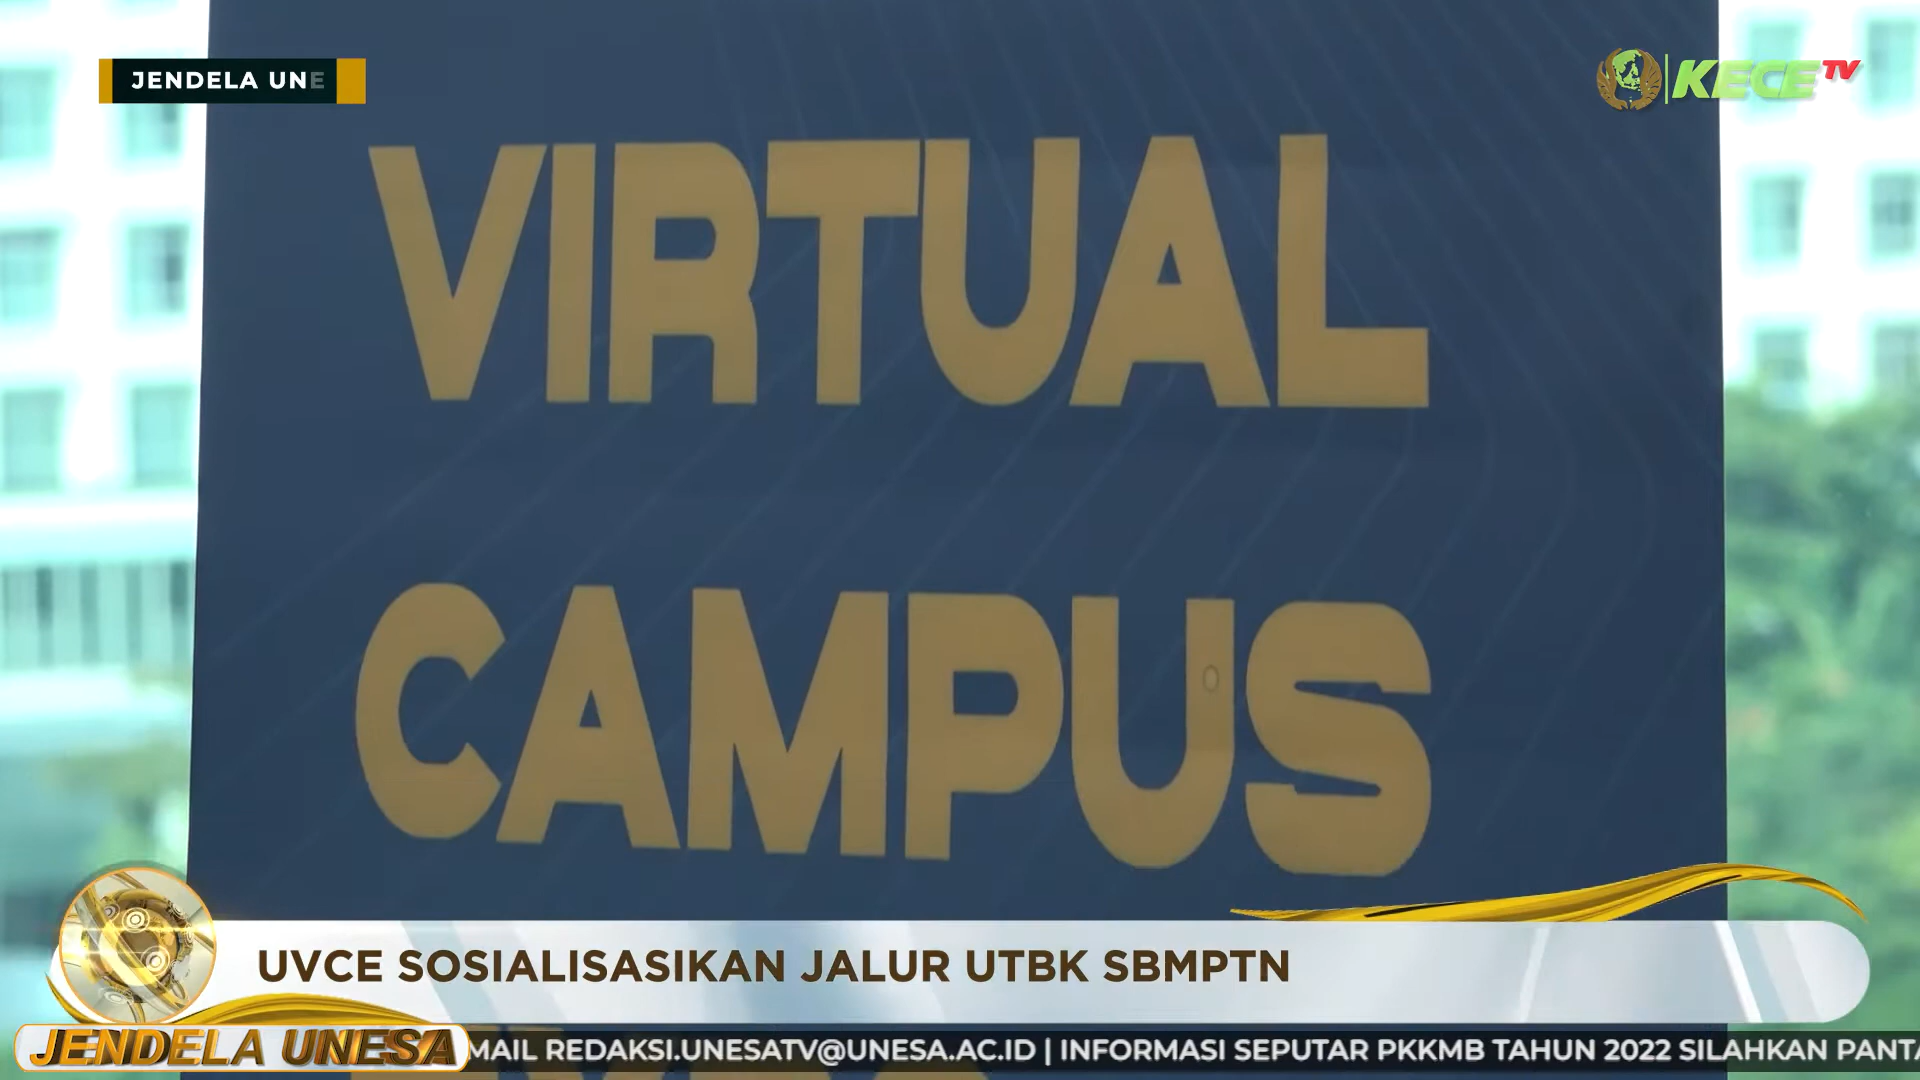 JENDELA UNE
KECE TV
VIRTUAL
CAMPUS
UVCE SOSIALISASIKAN JALUR UTBK SBMPTN
JENDELA UNESA
MAIL REDAKSI.UNESATV@UNESA.AC.ID | INFORMASI SEPUTAR PKKMB TAHUN 2022 SILAHKAN PANTA